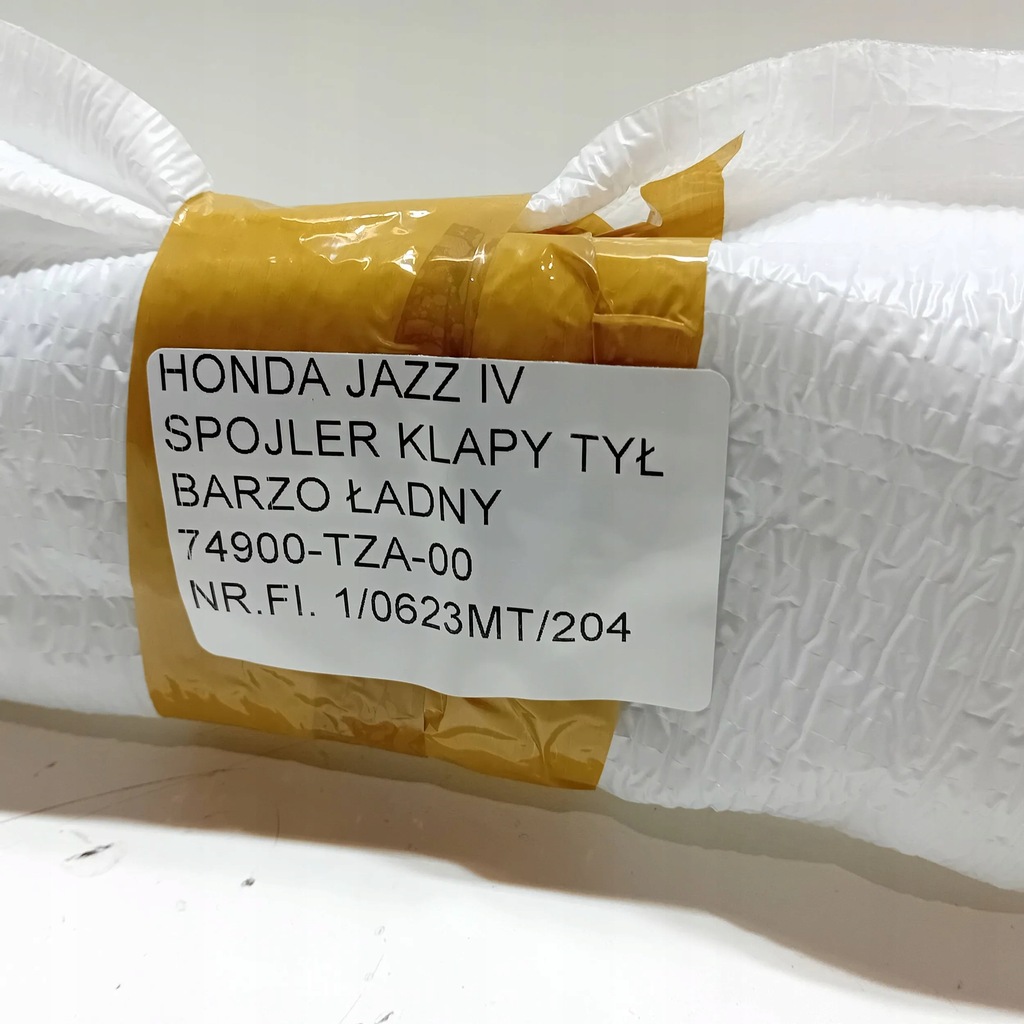 HONDA JAZZ IV
SPOJLER KLAPY TYŁ
BARZO ŁADNY
74900-TZA-00
NR.FI. 1/0623MT/204